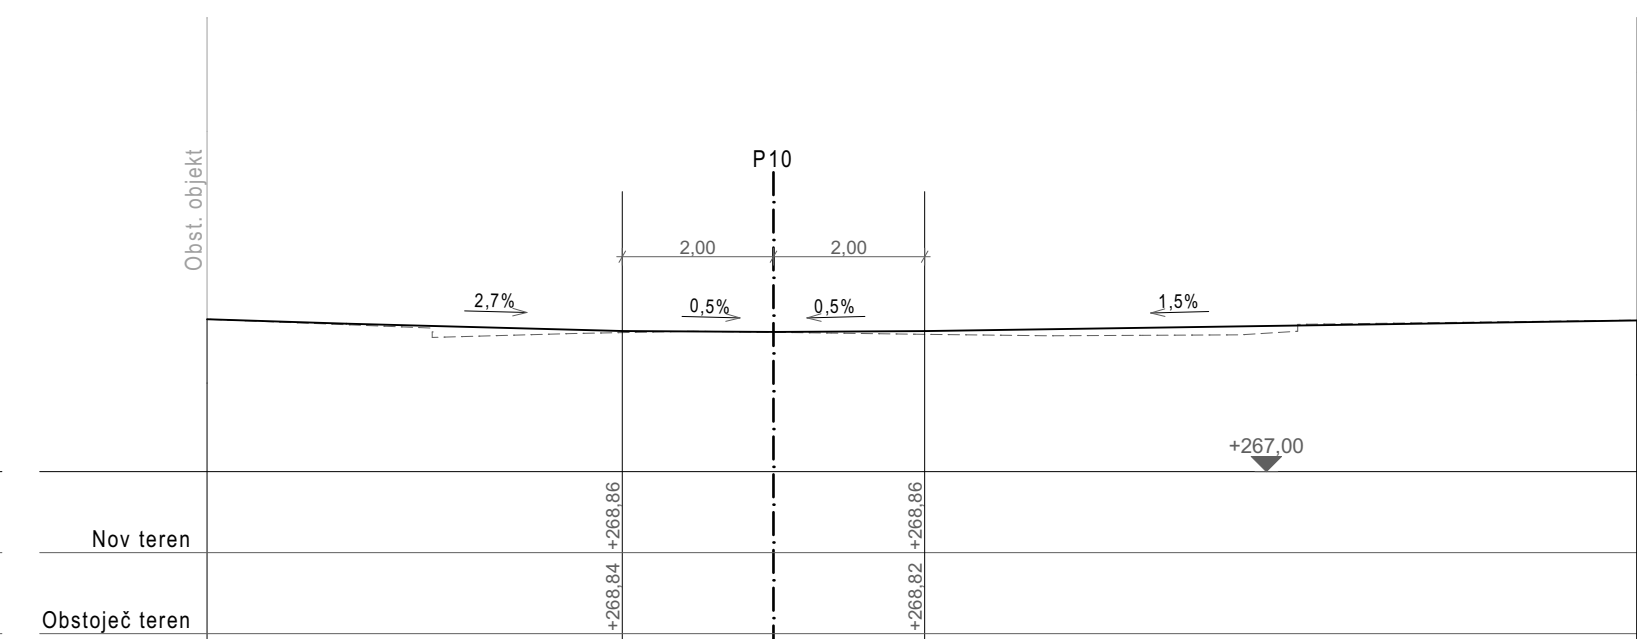 P10
Obst. objekt
2,00 2,00
2,7% 0,5% 0,5% 1,5%
+267,00
Nov teren +268,86 +268,86
Obstoječ teren +268,84 +268,82